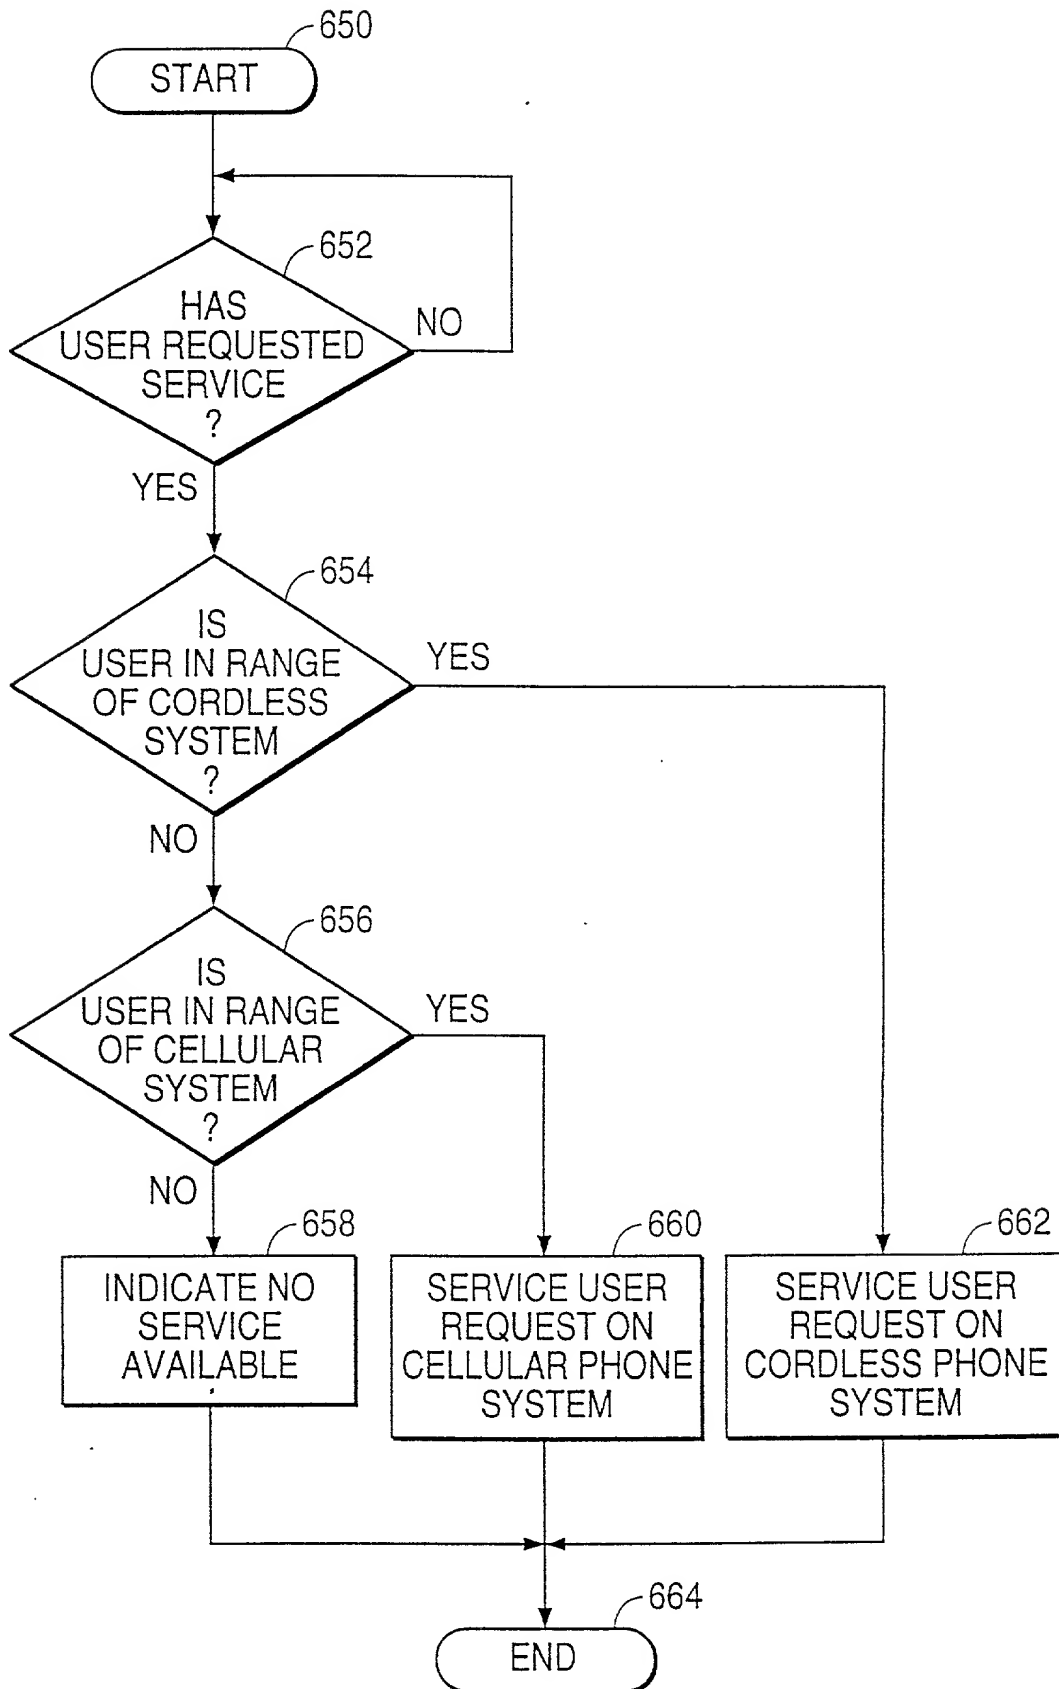 650
START
652
HAS
USER REQUESTED
SERVICE
?
NO
YES
654
IS
USER IN RANGE
OF CORDLESS
SYSTEM
?
YES
NO
656
IS
USER IN RANGE
OF CELLULAR
SYSTEM
?
YES
NO
658
INDICATE NO
SERVICE
AVAILABLE
660
SERVICE USER
REQUEST ON
CELLULAR PHONE
SYSTEM
662
SERVICE USER
REQUEST ON
CORDLESS PHONE
SYSTEM
664
END